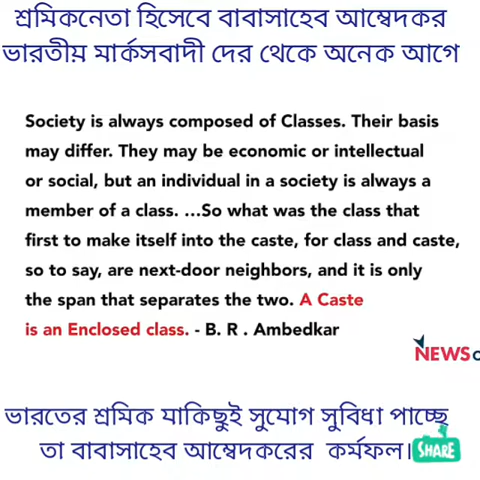 শ্রমিকনেতা হিসেবে বাবাসাহেব আম্বেদকর
ভারতীয় মার্কসবাদী দের থেকে অনেক আগে
Society is always composed of Classes. Their basis
may differ. They may be economic or intellectual
or social, but an individual in a society is always a
member of a class. ...So what was the class that
first to make itself into the caste, for class and caste,
so to say, are next-door neighbors, and it is only
the span that separates the two. A Caste
is an Enclosed class. - B. R . Ambedkar
NEWS
ভারতের শ্রমিক যাকিছুই সুযোগ সুবিধা পাচ্ছে
তা বাবাসাহেব আম্বেদকরের কর্মফল।
SHARE